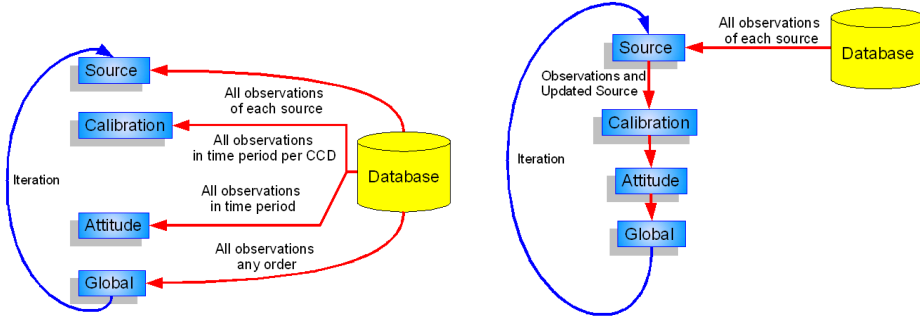 Source
All observations
of each source
Calibration
All observations
in time period per CCD
Iteration
Database
All observations
in time period
Attitude
All observations
any order
Global
All observations
of each source
Source
Database
Observations and
Updated Source
Calibration
Iteration
Attitude
Global